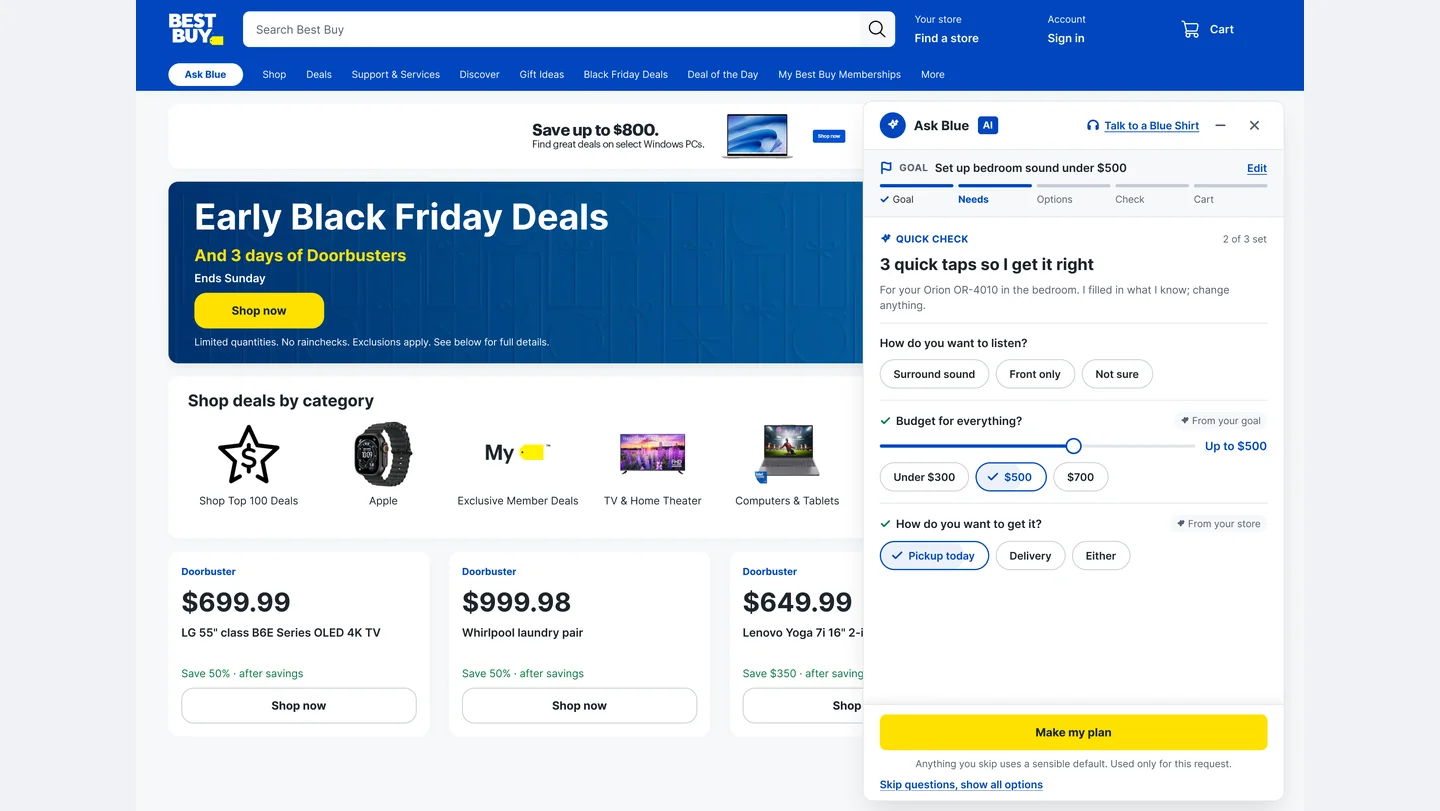 BEST BUY
Search Best Buy
Your store
Find a store
Account
Sign in
Cart
Ask Blue
Shop
Deals
Support & Services
Discover
Gift Ideas
Black Friday Deals
Deal of the Day
My Best Buy Memberships
More
Save up to $800.
Find great deals on select Windows PCs.
Shop now
Early Black Friday Deals
And 3 days of Doorbusters
Ends Sunday
Shop now
Limited quantities. No rainchecks. Exclusions apply. See below for full details.
Shop deals by category
My
™
FHD
Shop Top 100 Deals
Apple
Exclusive Member Deals
TV & Home Theater
Computers & Tablets
Doorbuster
$699.99
LG 55" class B6E Series OLED 4K TV
Save 50% · after savings
Shop now
Doorbuster
$999.98
Whirlpool laundry pair
Save 50% · after savings
Shop now
Doorbuster
$649.99
Lenovo Yoga 7i 16" 2-i
Save $350 · after saving
Shop
Ask Blue
AI
Talk to a Blue Shirt
GOAL
Set up bedroom sound under $500
Edit
Goal
Needs
Options
Check
Cart
QUICK CHECK
2 of 3 set
3 quick taps so I get it right
For your Orion OR-4010 in the bedroom. I filled in what I know; change
anything.
How do you want to listen?
Surround sound
Front only
Not sure
Budget for everything?
From your goal
Up to $500
Under $300
$500
$700
How do you want to get it?
From your store
Pickup today
Delivery
Either
Make my plan
Anything you skip uses a sensible default. Used only for this request.
Skip questions, show all options